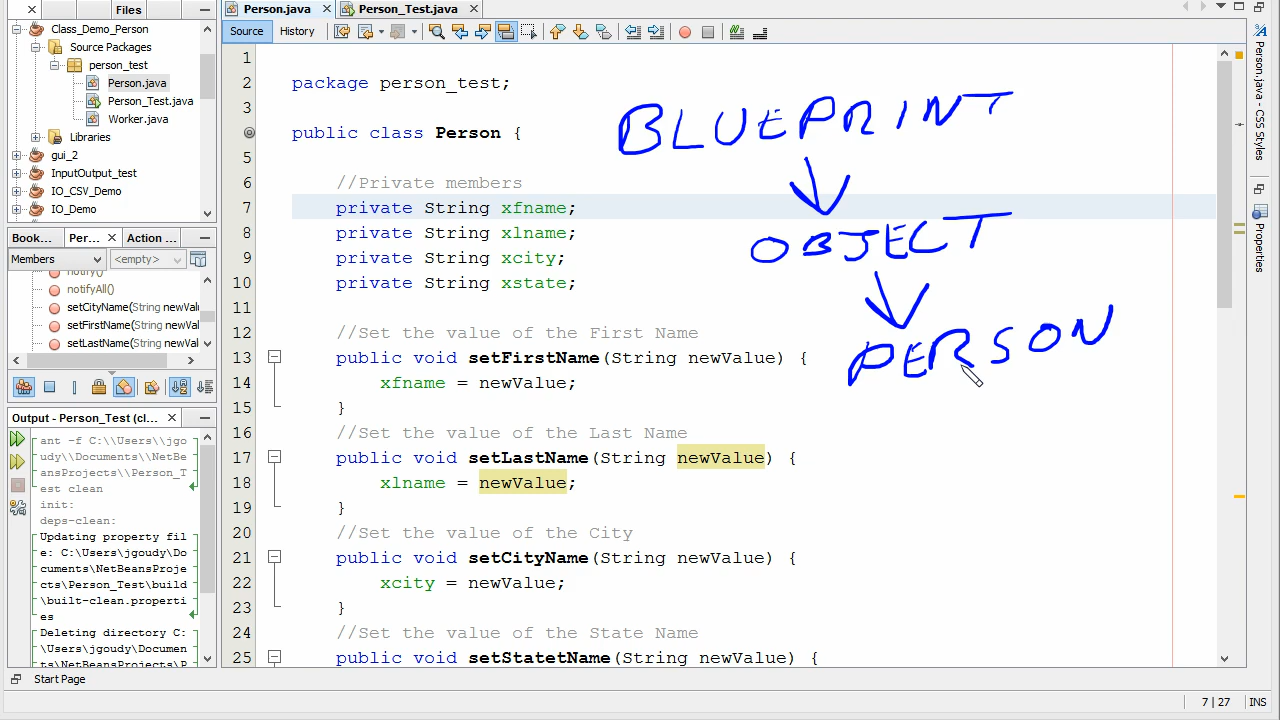 Files
Person.java
Person_Test.java
Class_Demo_Person
Source Packages
person_test
Person.java
Person_Test.java
Worker.java
Libraries
gui_2
InputOutput_test
IO_CSV_Demo
IO_Demo
Book...
Per...
Action ...
Members
<empty>
notify()
notifyAll()
setCityName(String newVal
setFirstName(String newVal
setLastName(String newVal
Output - Person_Test (cl...
ant -f C:\\Users\\jgo
udy\\Documents\\NetBe
ansProjects\\Person_T
est clean
init:
deps-clean:
Updating property fil
e: C:\Users\jgoudy\Do
cuments\NetBeansProje
cts\Person_Test\build
\built-clean.properti
es
Deleting directory C:
\Users\jgoudy\Documen
ts\NetBeansProjects\P
Source
History
1
2 package person_test;
3
4 public class Person {
5
6 //Private members
7 private String xfname;
8 private String xlname;
9 private String xcity;
10 private String xstate;
11
12 //Set the value of the First Name
13 public void setFirstName(String newValue) {
14 xfname = newValue;
15 }
16 //Set the value of the Last Name
17 public void setLastName(String newValue) {
18 xlname = newValue;
19 }
20 //Set the value of the City
21 public void setCityName(String newValue) {
22 xcity = newValue;
23 }
24 //Set the value of the State Name
25 public void setStatetName(String newValue) {
BLUEPRINT
OBJECT
PERSON
Person.java - CSS Styles
Properties
Start Page
7 | 27
INS